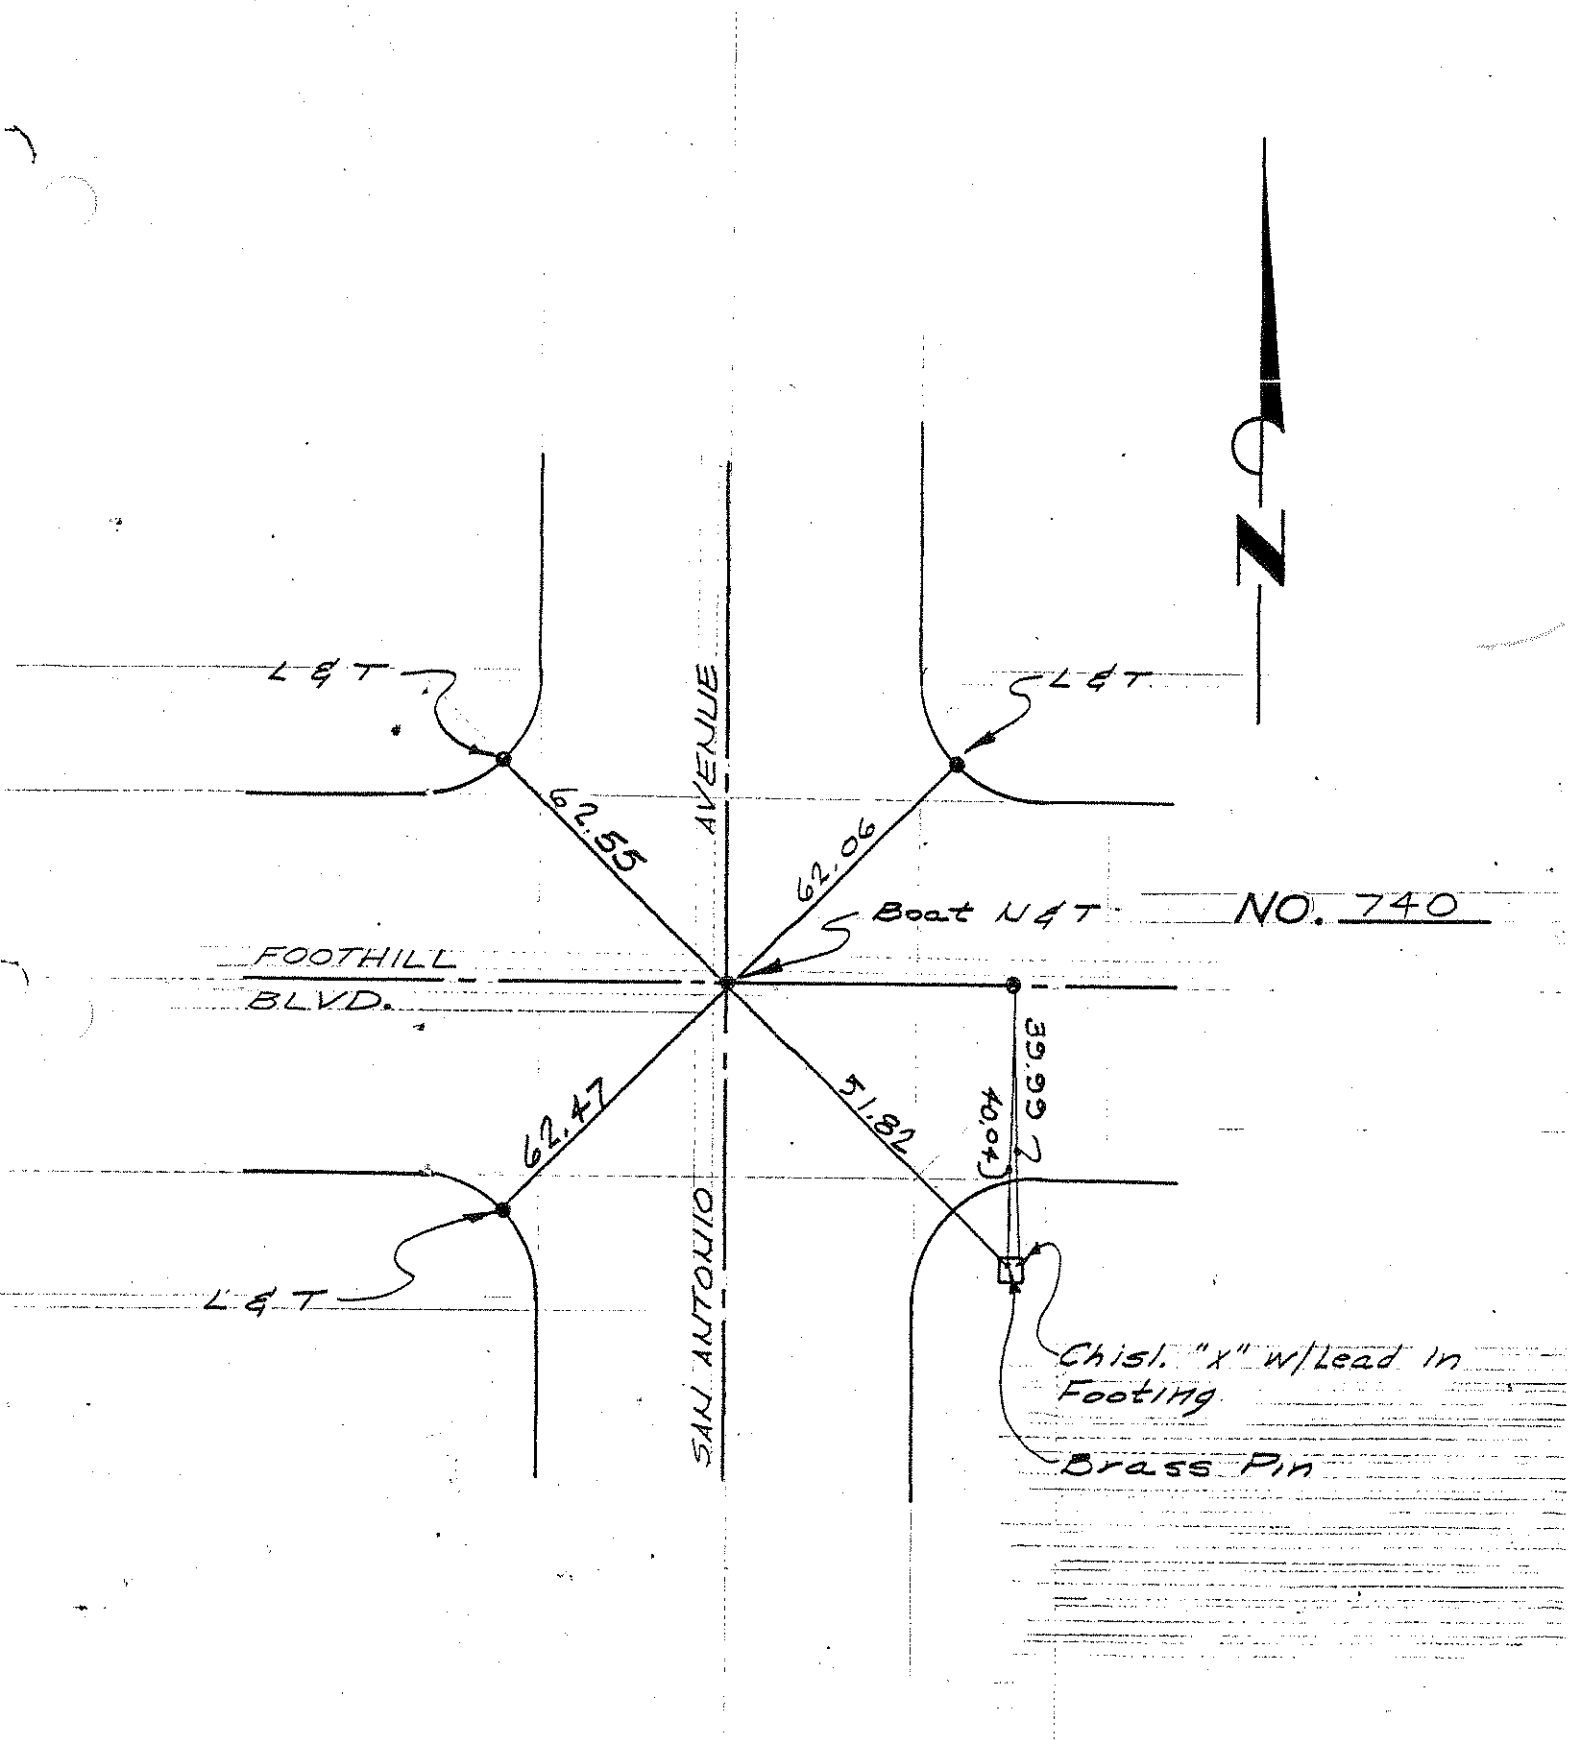 N
L & T
L & T
AVENUE
62.55
62.06
Boat N & T
NO. 740
FOOTHILL
BLVD.
39.99
40.04
51.82
62.47
SAN ANTONIO
L & T
Chisl. "x" w/Lead in
Footing
Brass Pin